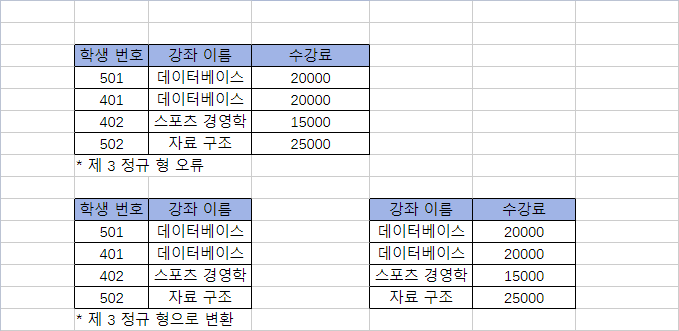 학생 번호 강좌 이름 수강료
501 데이터베이스 20000
401 데이터베이스 20000
402 스포츠 경영학 15000
502 자료 구조 25000
* 제 3 정규 형 오류
학생 번호 강좌 이름 강좌 이름 수강료
501 데이터베이스 데이터베이스 20000
401 데이터베이스 데이터베이스 20000
402 스포츠 경영학 스포츠 경영학 15000
502 자료 구조 자료 구조 25000
* 제 3 정규 형으로 변환